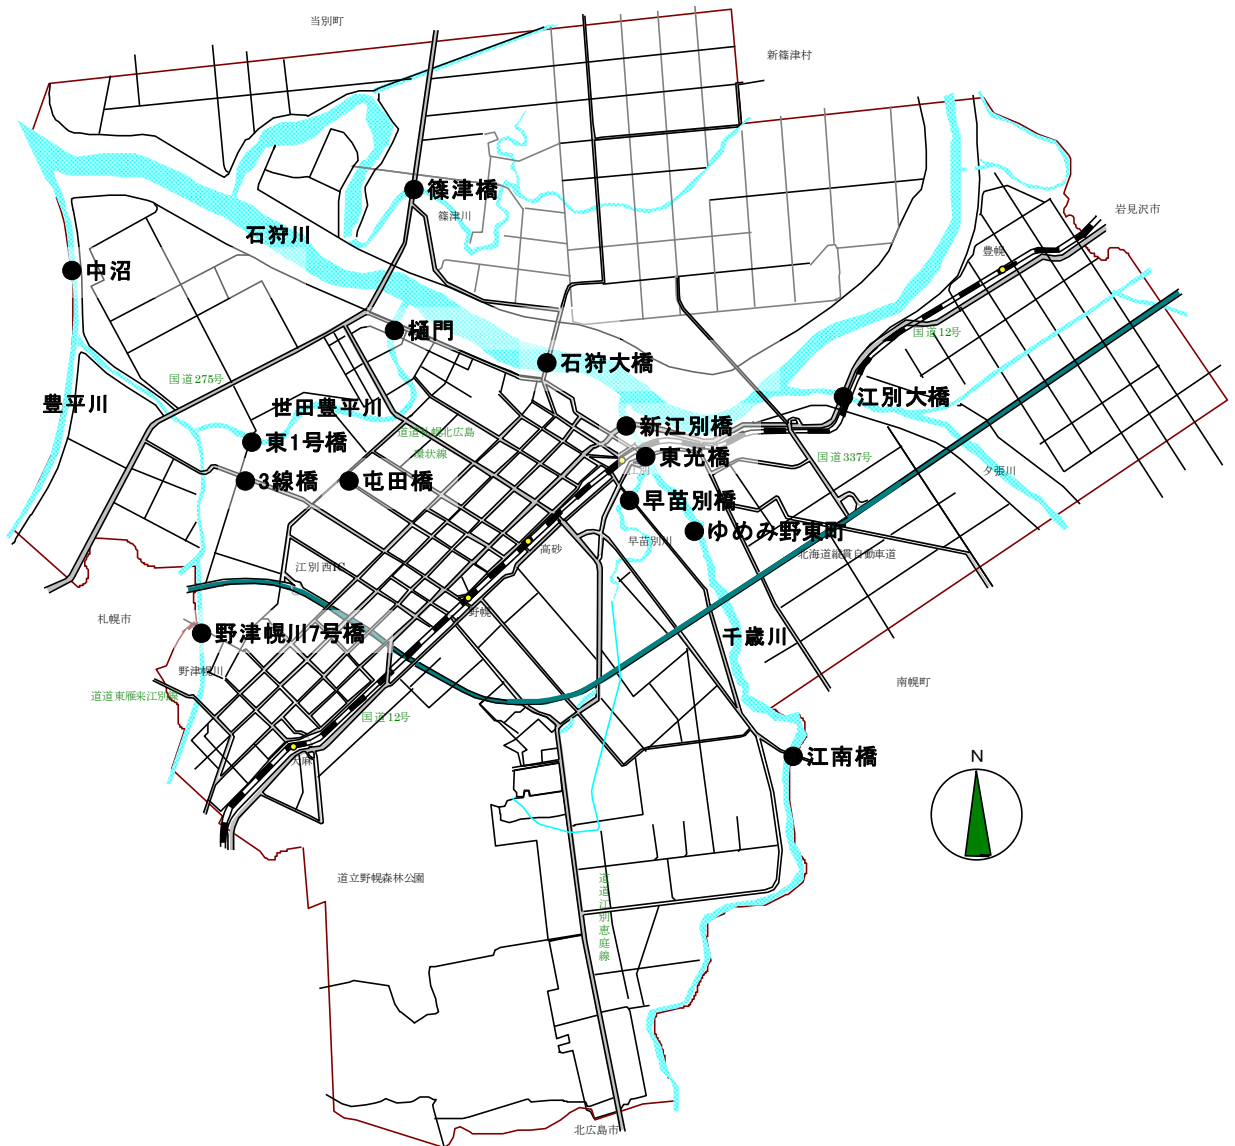 当別町
新篠津村
篠津橋
岩見沢市
篠津川
石狩川
豊幌
中沼
樋門
国道12号
石狩大橋
国道275号
江別大橋
豊平川
世田豊平川
新江別橋
道道札幌北広島
環状線
東1号橋
東光橋
国道337号
江別
夕張川
3線橋
屯田橋
早苗別橋
ゆめみ野東町
早苗別川
高砂
北海道縦貫自動車道
江別西IC
野幌
札幌市
野津幌川7号橋
千歳川
野津幌川
南幌町
道道東雁来江別線
国道12号
大麻
江南橋
N
道立野幌森林公園
道道江別恵庭線
北広島市